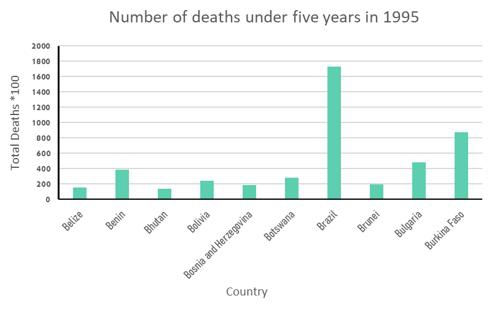 Number of deaths under five years in 1995
Total Deaths *100
2000
1800
1600
1400
1200
1000
800
600
400
200
0
Belize
Benin
Bhutan
Bolivia
Bosnia and Herzegovina
Botswana
Brazil
Brunei
Bulgaria
Burkina Faso
Country